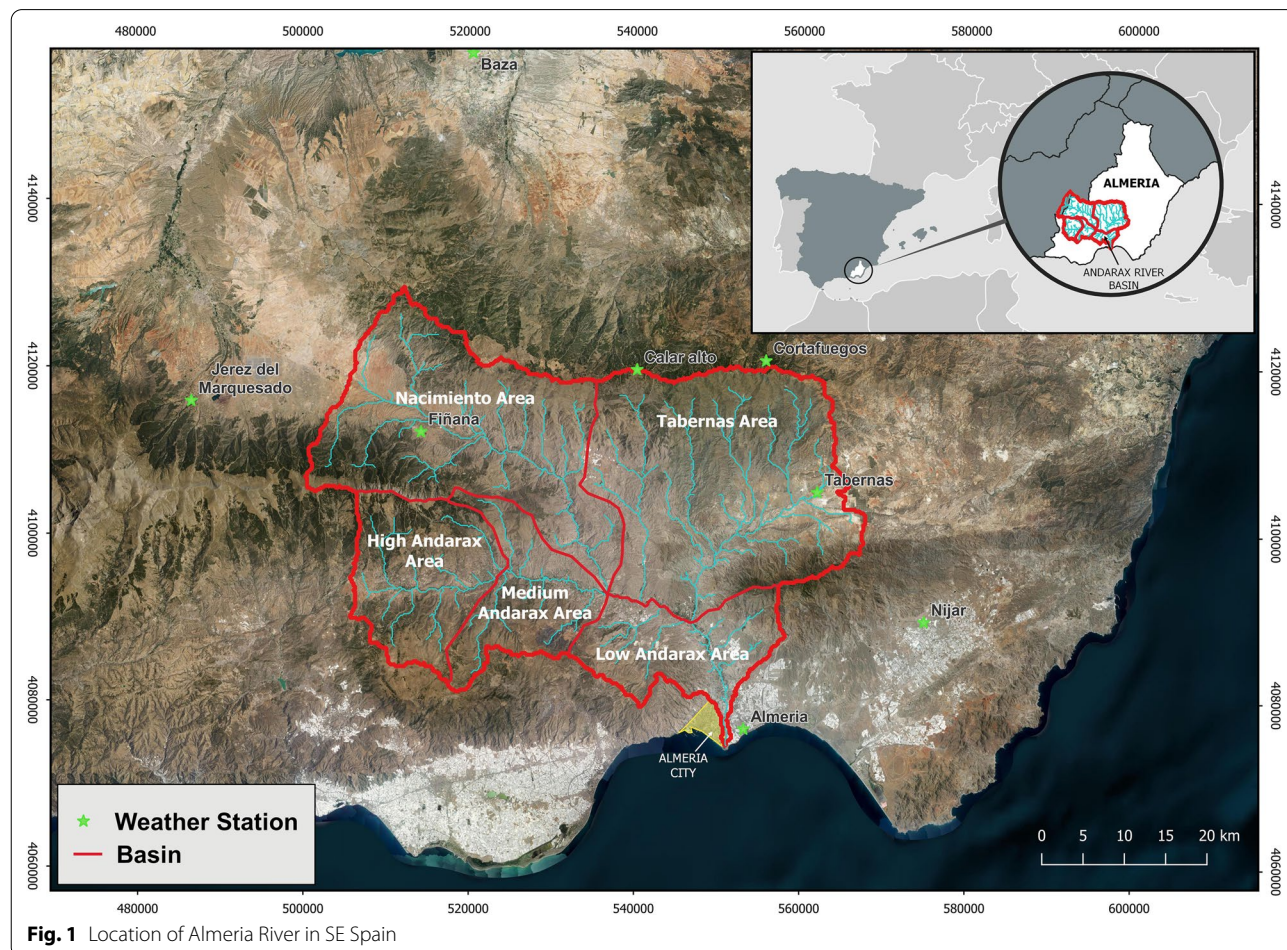 480000
500000
520000
540000
560000
580000
600000
Baza
ALMERIA
ANDARAX RIVER
BASIN
4140000
4140000
Jerez del
Marquesado
Calar alto
Cortafuegos
4120000
4120000
Nacimiento Area
Fiñana
Tabernas Area
Tabernas
4100000
4100000
High Andarax
Area
Medium
Andarax Area
Low Andarax Area
Nijar
4080000
4080000
Almeria
ALMERIA
CITY
Weather Station
Basin
0 5 10 15 20 km
4060000
4060000
480000
500000
520000
540000
560000
580000
600000
Fig. 1 Location of Almeria River in SE Spain